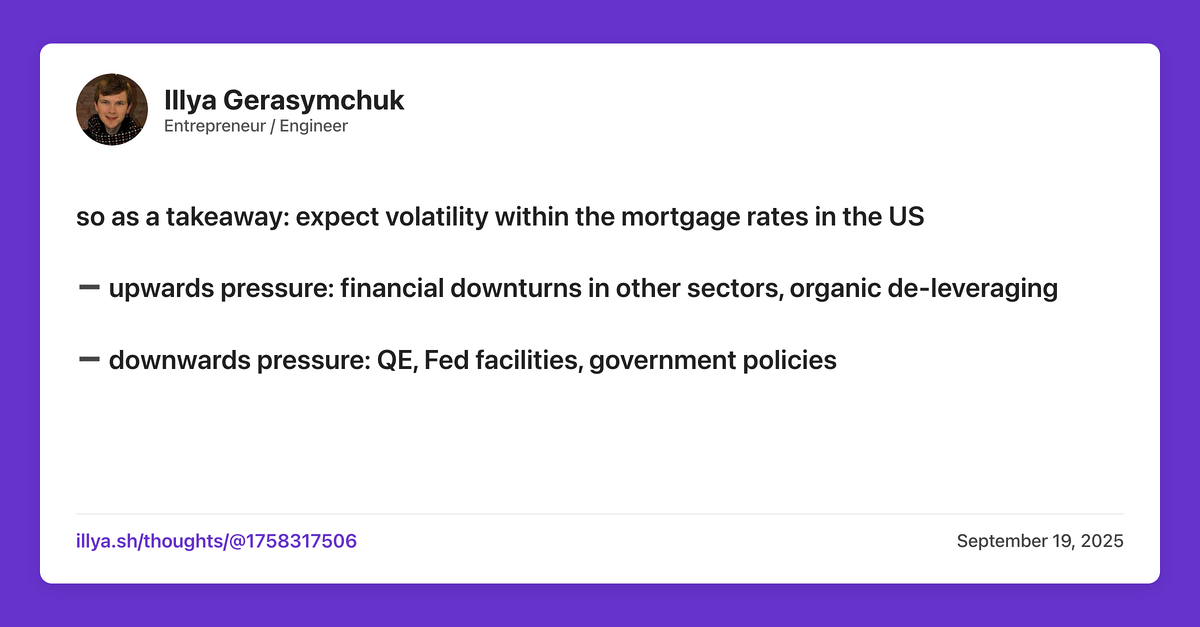 Illya Gerasymchuk
Entrepreneur / Engineer
so as a takeaway: expect volatility within the mortgage rates in the US
➖ upwards pressure: financial downturns in other sectors, organic de-leveraging
➖ downwards pressure: QE, Fed facilities, government policies
illya.sh/thoughts/@1758317506
September 19, 2025